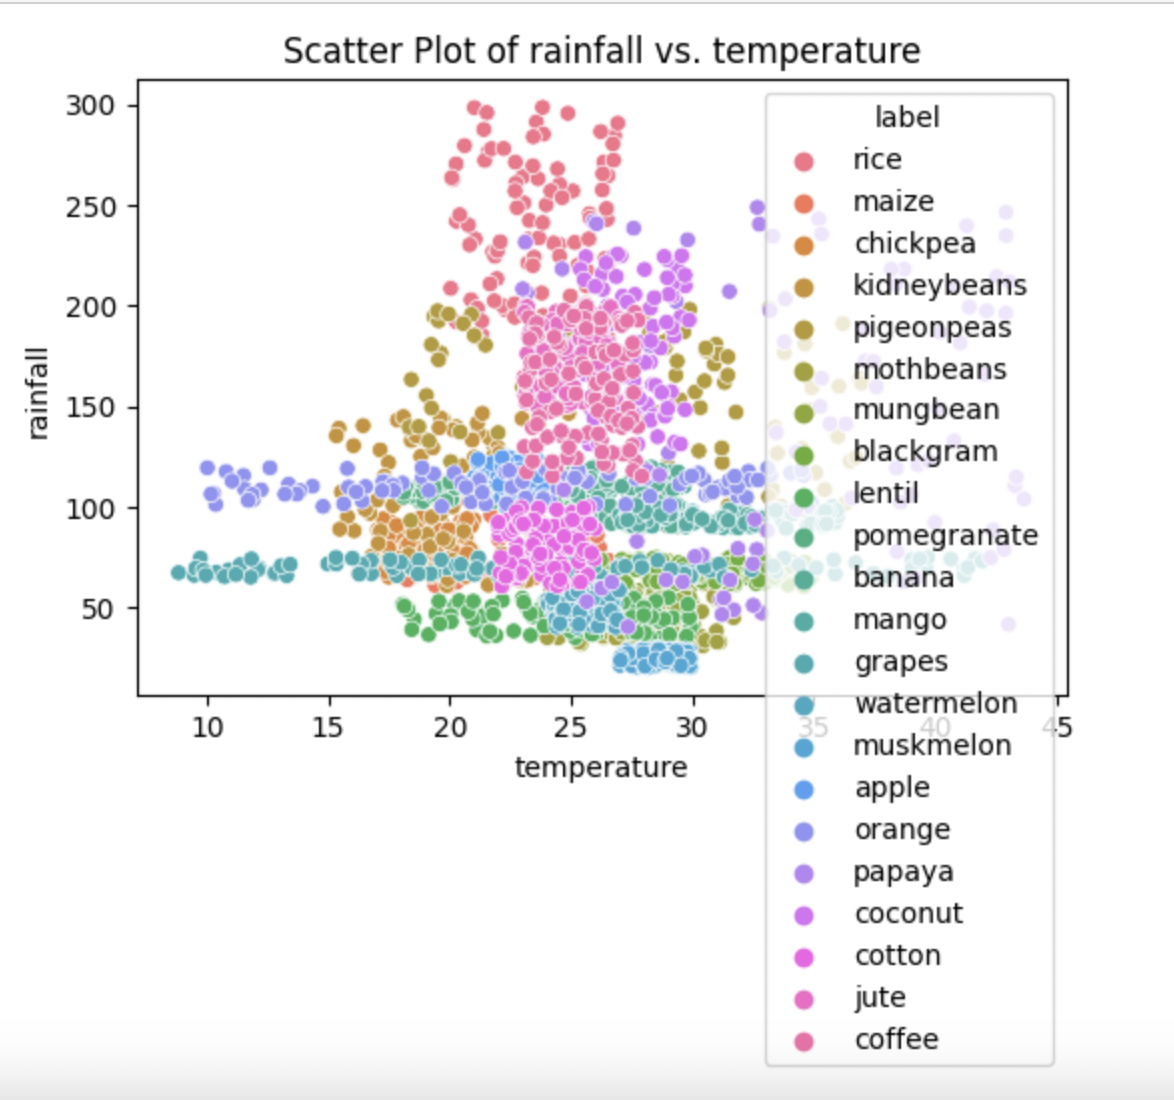 Scatter Plot of rainfall vs. temperature
300
250
200
150
100
50
rainfall
10 15 20 25 30 35 40 45
temperature
label
rice
maize
chickpea
kidneybeans
pigeonpeas
mothbeans
mungbean
blackgram
lentil
pomegranate
banana
mango
grapes
watermelon
muskmelon
apple
orange
papaya
coconut
cotton
jute
coffee